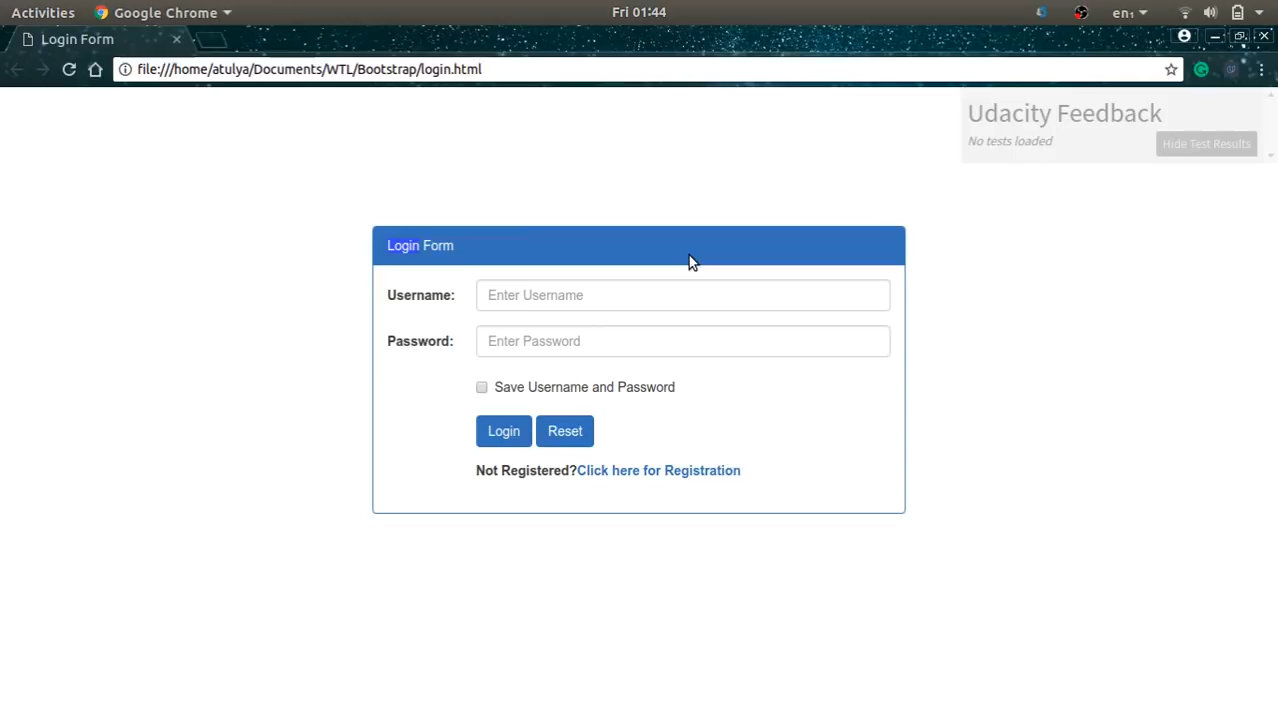 Activities Google Chrome Fri 01:44 en₁
Login Form
file:///home/atulya/Documents/WTL/Bootstrap/login.html
Udacity Feedback
No tests loaded
Hide Test Results
Login Form
Username: Enter Username
Password: Enter Password
Save Username and Password
Login Reset
Not Registered?Click here for Registration